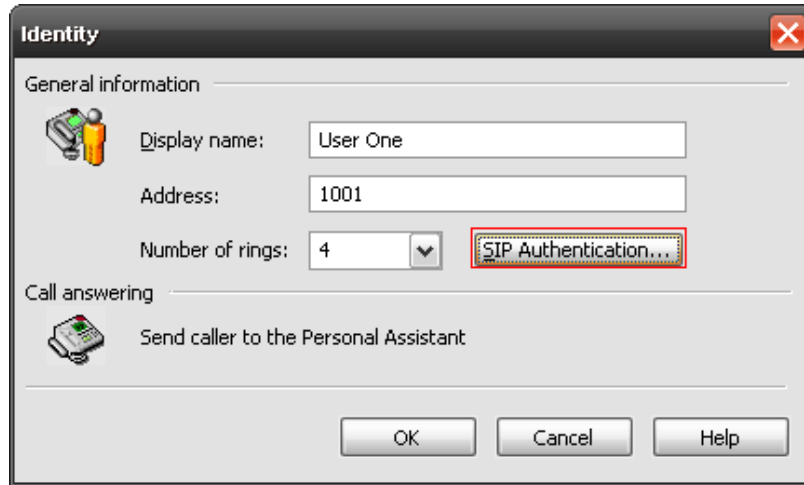 Identity
General information
Display name: User One
Address: 1001
Number of rings: 4 SIP Authentication...
Call answering
Send caller to the Personal Assistant
OK Cancel Help